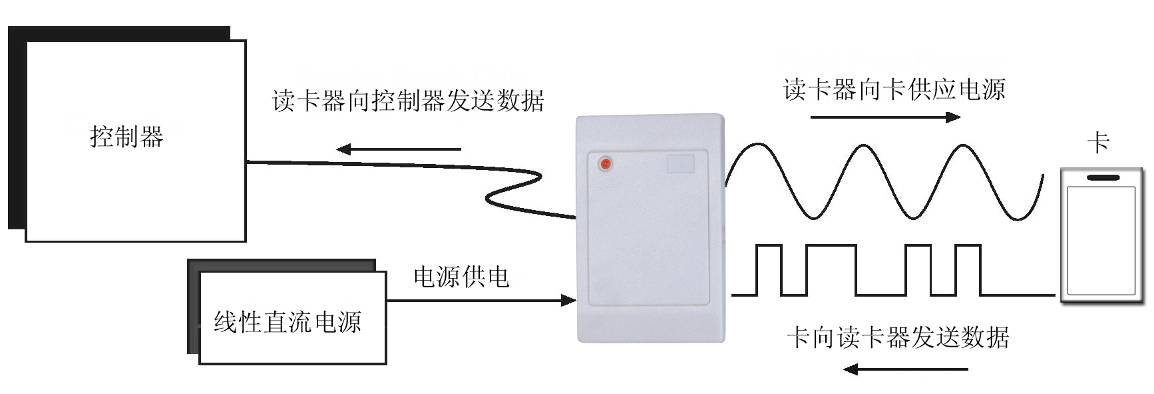 读卡器向控制器发送数据
读卡器向卡供应电源
控制器
卡
电源供电
线性直流电源
卡向读卡器发送数据